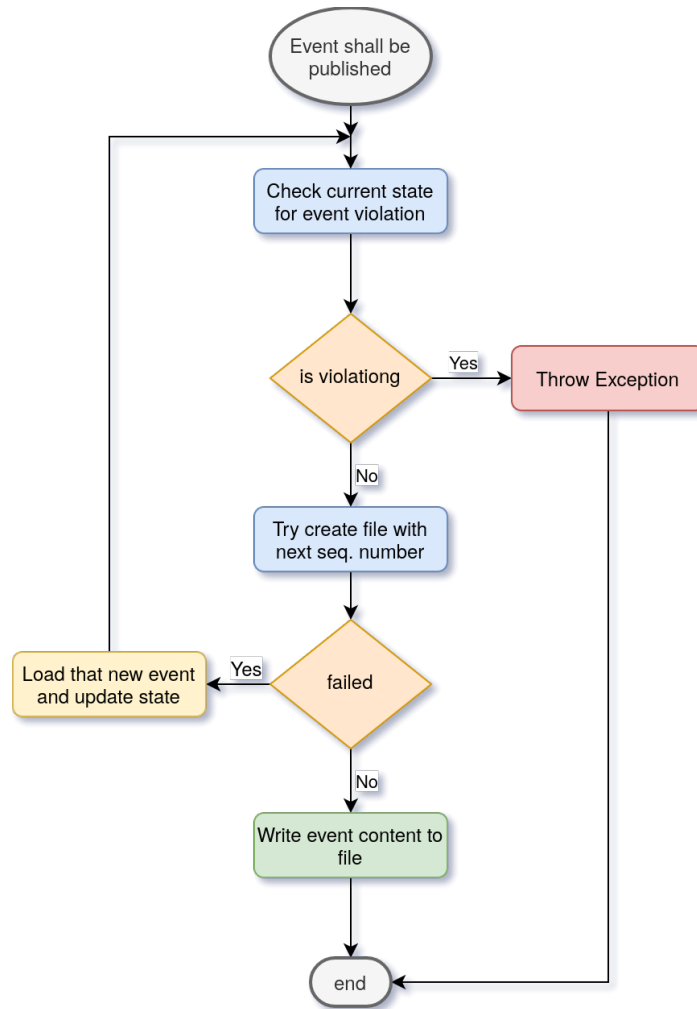 Event shall be
published
Check current state
for event violation
is violationg
Yes
Throw Exception
No
Try create file with
next seq. number
failed
Yes
Load that new event
and update state
No
Write event content to
file
end